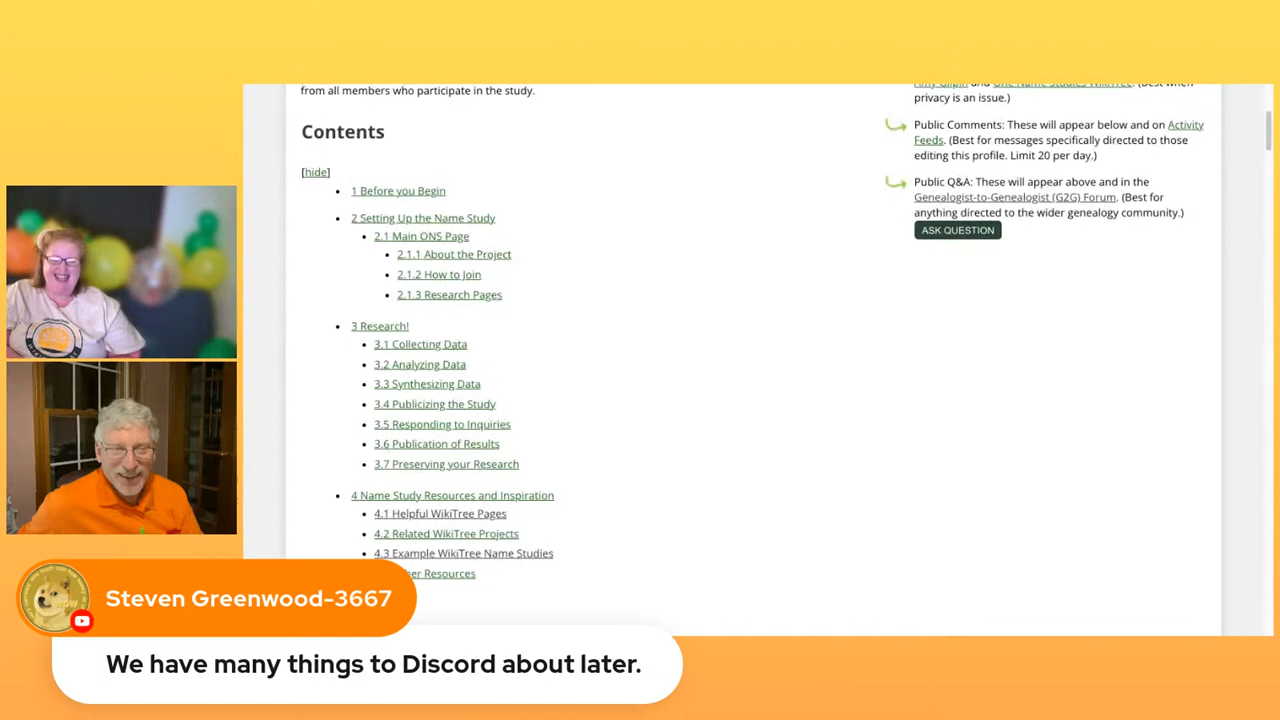 from all members who participate in the study.
Contents
[hide]
1 Before you Begin
2 Setting Up the Name Study
2.1 Main ONS Page
2.1.1 About the Project
2.1.2 How to Join
2.1.3 Research Pages
3 Research!
3.1 Collecting Data
3.2 Analyzing Data
3.3 Synthesizing Data
3.4 Publicizing the Study
3.5 Responding to Inquiries
3.6 Publication of Results
3.7 Preserving your Research
4 Name Study Resources and Inspiration
4.1 Helpful WikiTree Pages
4.2 Related WikiTree Projects
4.3 Example WikiTree Name Studies
Resources
privacy is an issue.)
Public Comments: These will appear below and on Activity
Feeds. (Best for messages specifically directed to those
editing this profile. Limit 20 per day.)
Public Q&A: These will appear above and in the
Genealogist-to-Genealogist (G2G) Forum. (Best for
anything directed to the wider genealogy community.)
ASK QUESTION
Steven Greenwood-3667
We have many things to Discord about later.